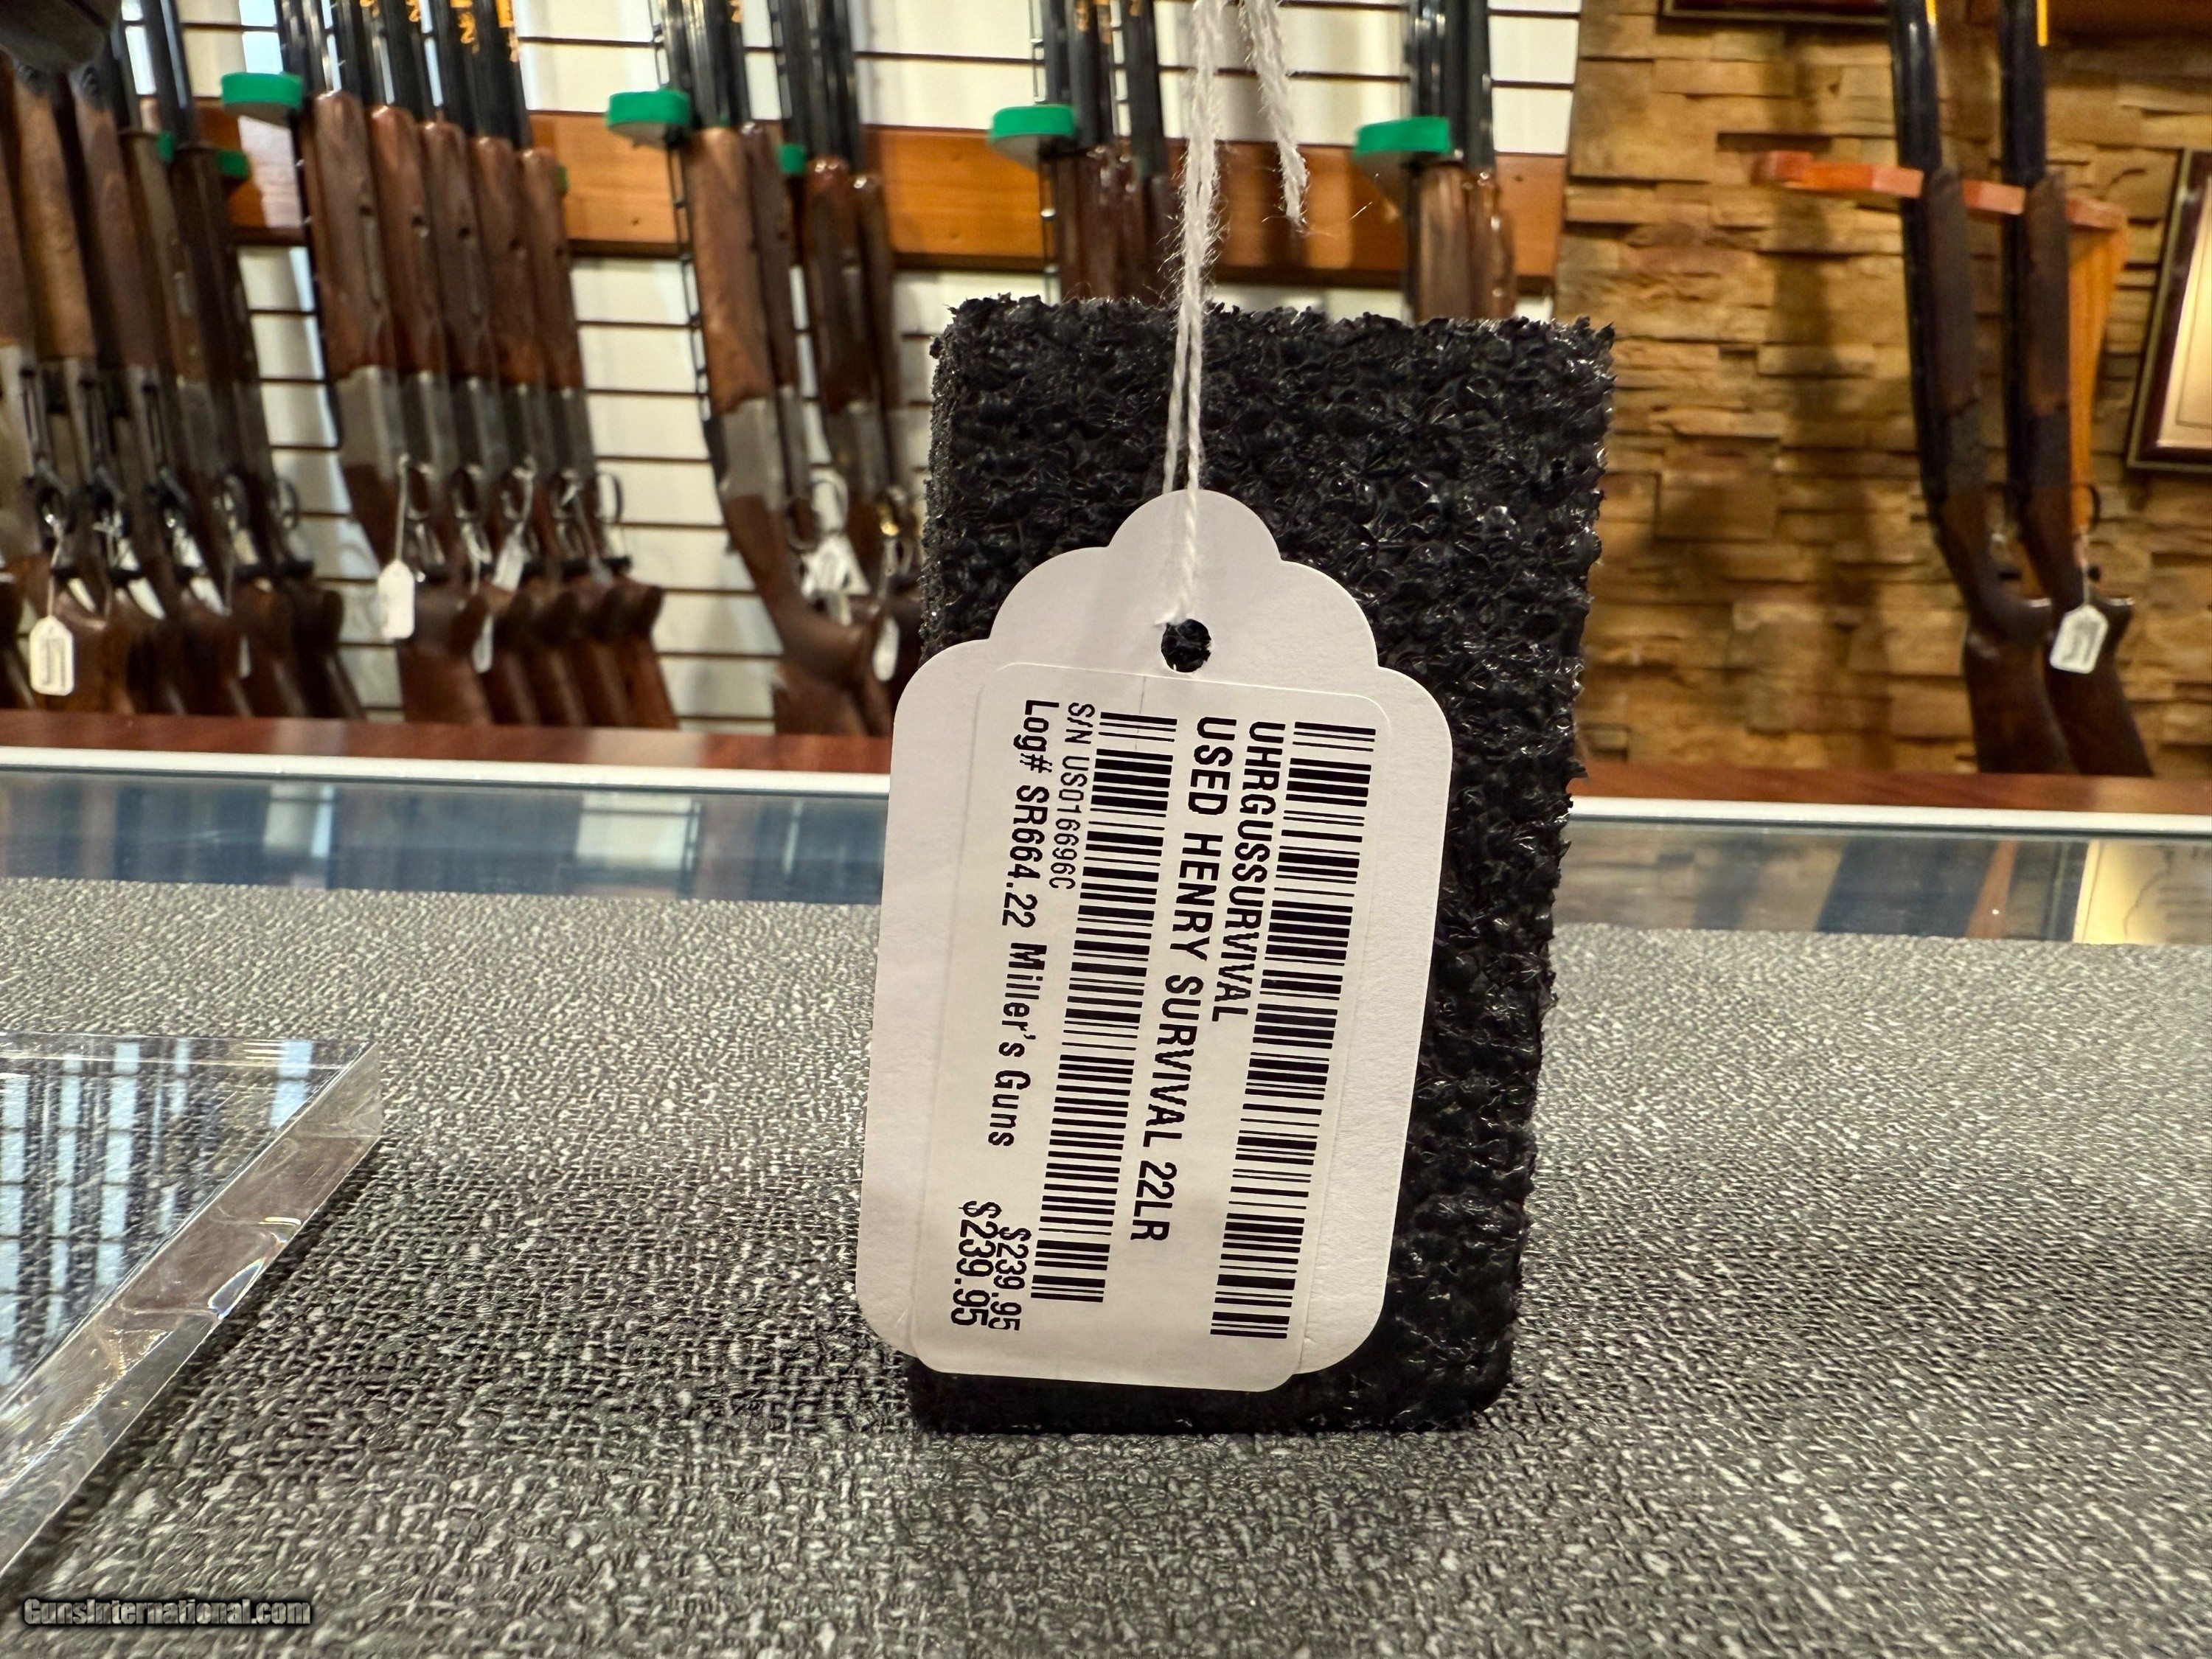 UHRGUSSURVIVAL
USED HENRY SURVIVAL 22LR
S/N US016696C
$239.95
Log# SR664.22 Miller's Guns
$239.95
GunsInternational.com